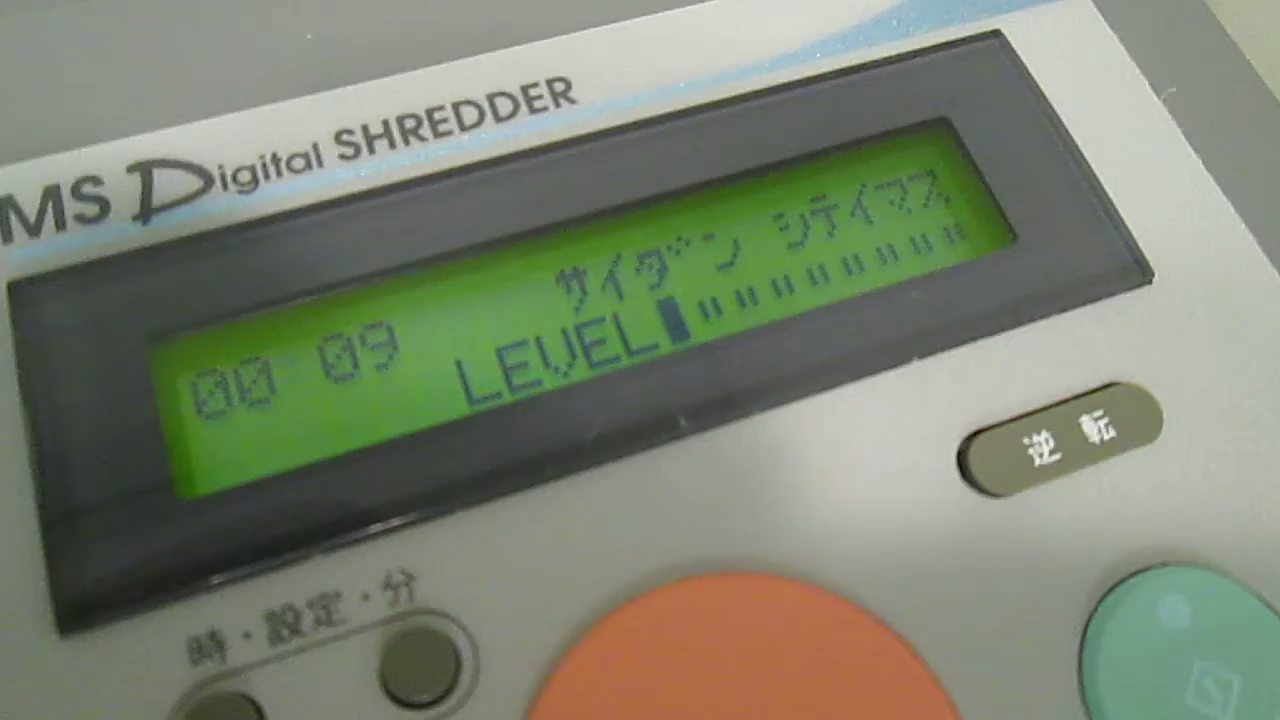 MS Digital SHREDDER
サイダン シテイマス
00 09 LEVEL
逆転
時・設定・分